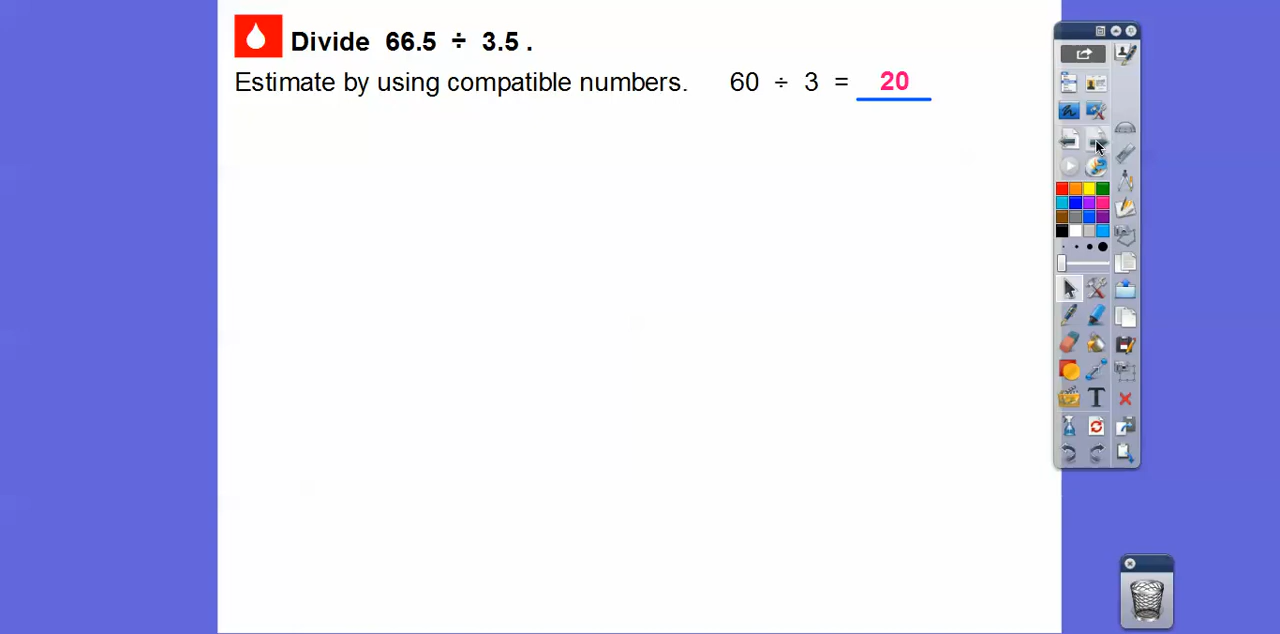 Divide 66.5 ÷ 3.5 .
Estimate by using compatible numbers. 60 ÷ 3 = 20
T